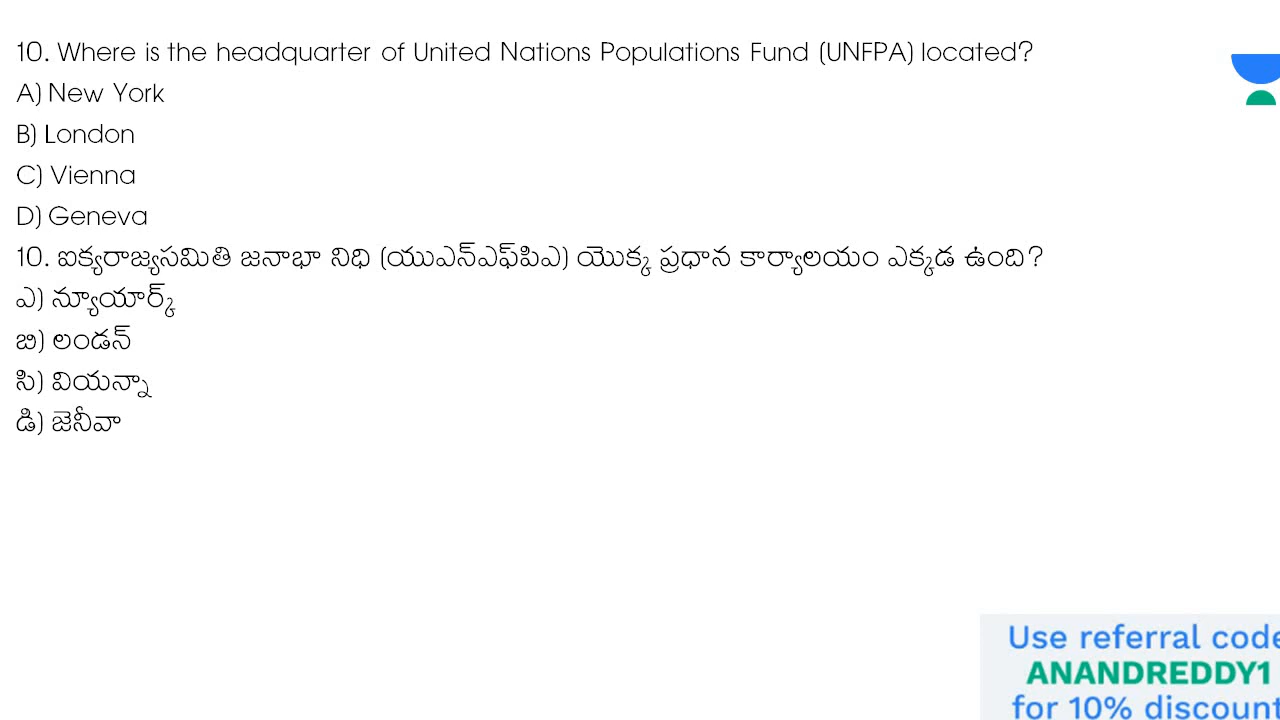 10. Where is the headquarter of United Nations Populations Fund (UNFPA) located?
A) New York
B) London
C) Vienna
D) Geneva
10. ఐక్యరాజ్యసమితి జనాభా నిధి (యుఎన్ఎఫ్‌పిఎ) యొక్క ప్రధాన కార్యాలయం ఎక్కడ ఉంది?
ఎ) న్యూయార్క్
బి) లండన్
సి) వియన్నా
డి) జెనీవా
Use referral code
ANANDREDDY1
for 10% discount